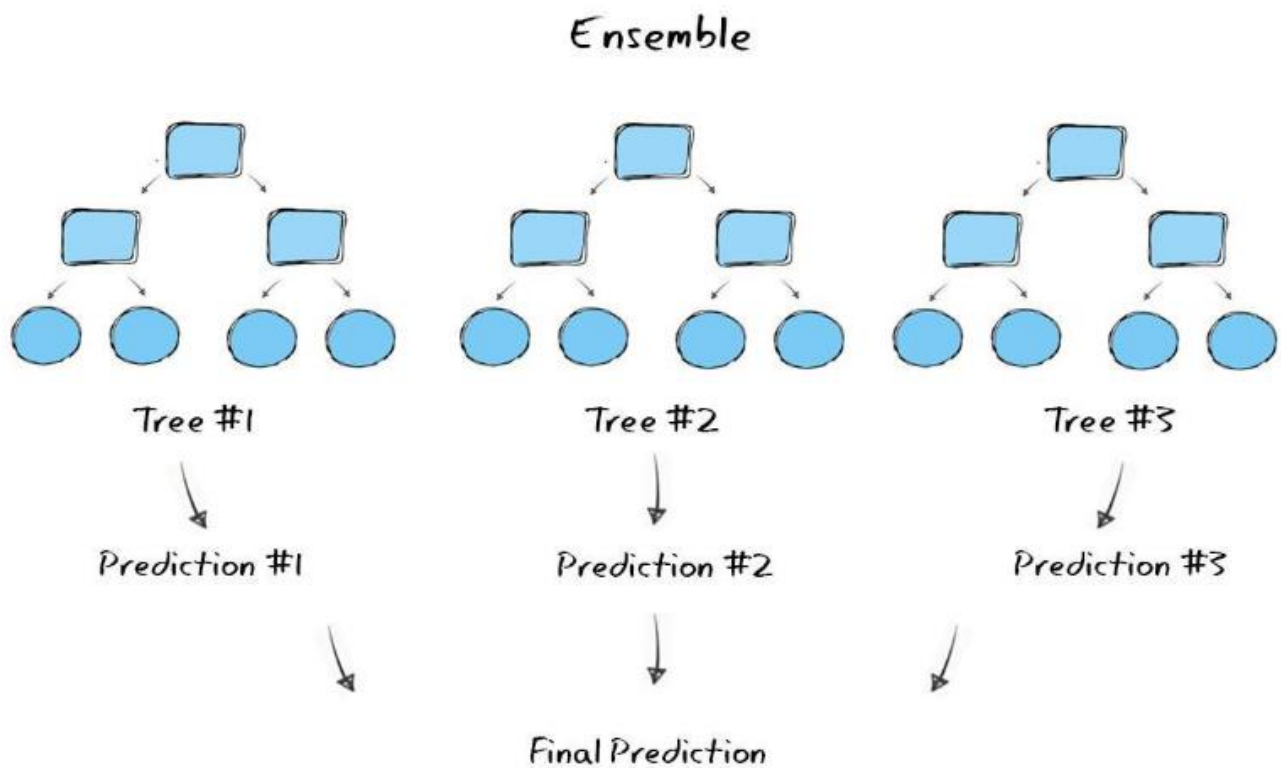 Ensemble
Tree #1
Tree #2
Tree #3
Prediction #1
Prediction #2
Prediction #3
Final Prediction